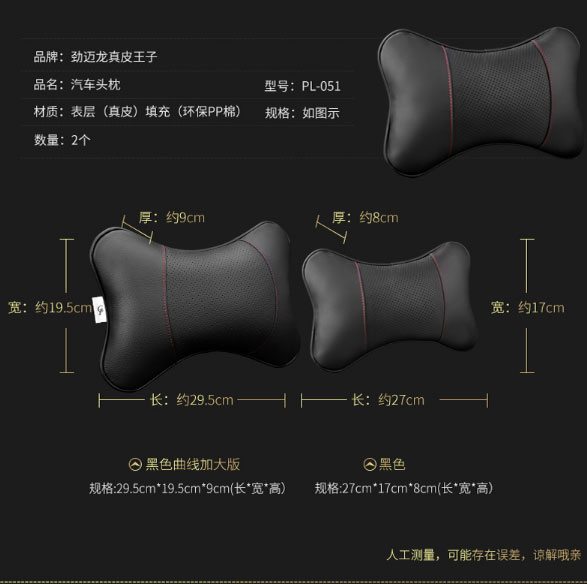 品牌：劲迈龙真皮王子
品名：汽车头枕
型号：PL-051
材质：表层（真皮）填充（环保PP棉）
规格：如图示
数量：2个
厚：约9cm
厚：约8cm
宽：约19.5cm
宽：约17cm
长：约29.5cm
长：约27cm
黑色曲线加大版
黑色
规格:29.5cm*19.5cm*9cm(长*宽*高）
规格:27cm*17cm*8cm(长*宽*高）
人工测量，可能存在误差，谅解哦亲